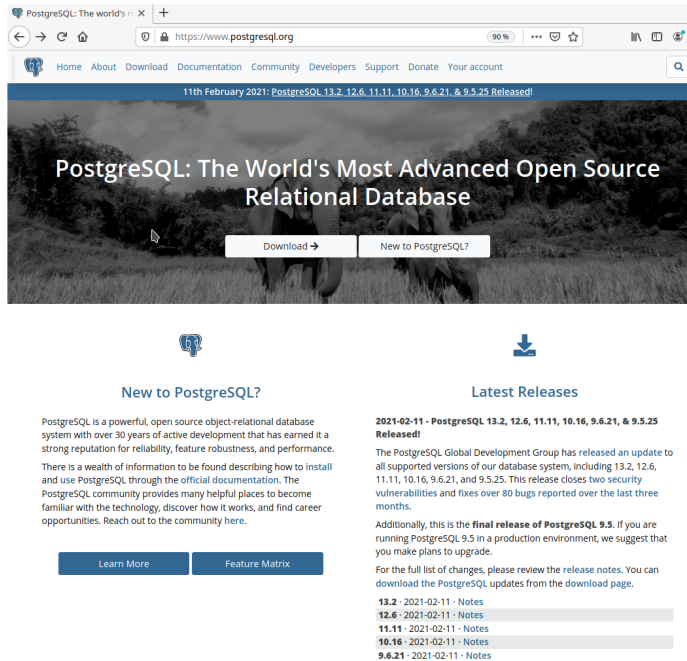 PostgreSQL: The world's m
https://www.postgresql.org
90%
Home About Download Documentation Community Developers Support Donate Your account
11th February 2021: PostgreSQL 13.2, 12.6, 11.11, 10.16, 9.6.21, & 9.5.25 Released!
PostgreSQL: The World's Most Advanced Open Source
Relational Database
Download → New to PostgreSQL?
New to PostgreSQL?
PostgreSQL is a powerful, open source object-relational database
system with over 30 years of active development that has earned it a
strong reputation for reliability, feature robustness, and performance.
There is a wealth of information to be found describing how to install
and use PostgreSQL through the official documentation. The
PostgreSQL community provides many helpful places to become
familiar with the technology, discover how it works, and find career
opportunities. Reach out to the community here.
Learn More Feature Matrix
Latest Releases
2021-02-11 - PostgreSQL 13.2, 12.6, 11.11, 10.16, 9.6.21, & 9.5.25
Released!
The PostgreSQL Global Development Group has released an update to
all supported versions of our database system, including 13.2, 12.6,
11.11, 10.16, 9.6.21, and 9.5.25. This release closes two security
vulnerabilities and fixes over 80 bugs reported over the last three
months.
Additionally, this is the final release of PostgreSQL 9.5. If you are
running PostgreSQL 9.5 in a production environment, we suggest that
you make plans to upgrade.
For the full list of changes, please review the release notes. You can
download the PostgreSQL updates from the download page.
13.2 · 2021-02-11 · Notes
12.6 · 2021-02-11 · Notes
11.11 · 2021-02-11 · Notes
10.16 · 2021-02-11 · Notes
9.6.21 · 2021-02-11 · Notes